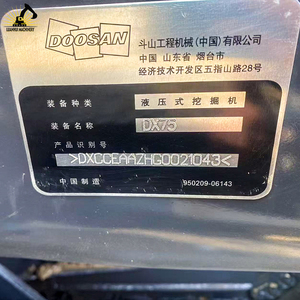 DOOSAN
斗山工程机械(中国)有限公司
中国 山东省 烟台市
经济技术开发区五指山路28号
装备种类 液压式挖掘机
装备名称 DX75
产品识别号
>DXCCEAAZHG0021043<
中国制造 950209-06143